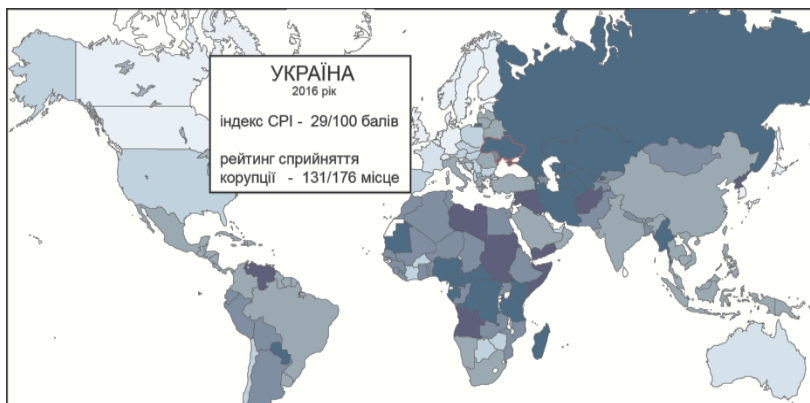 УКРАЇНА
2016 рік
індекс CPI - 29/100 балів
рейтинг сприйняття
корупції - 131/176 місце